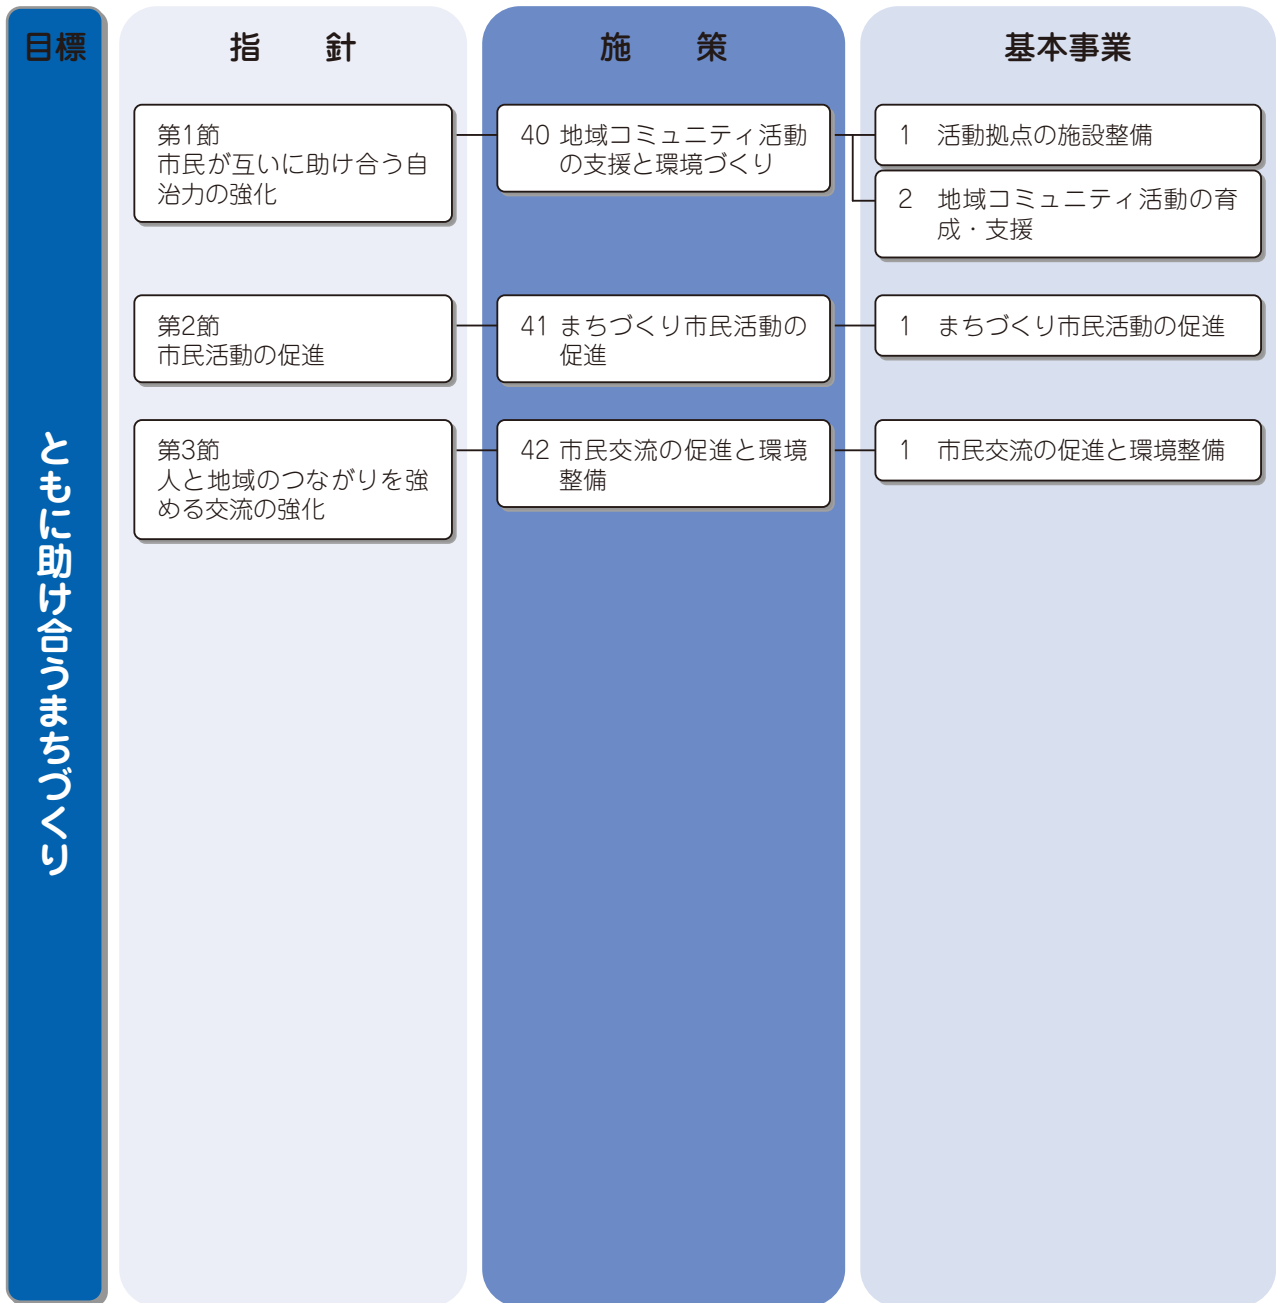 目標
ともに助け合うまちづくり
指　針
第1節
市民が互いに助け合う自
治力の強化
第2節
市民活動の促進
第3節
人と地域のつながりを強
める交流の強化
施　策
40 地域コミュニティ活動
の支援と環境づくり
41 まちづくり市民活動の
促進
42 市民交流の促進と環境
整備
基本事業
1　活動拠点の施設整備
2　地域コミュニティ活動の育
成・支援
1　まちづくり市民活動の促進
1　市民交流の促進と環境整備